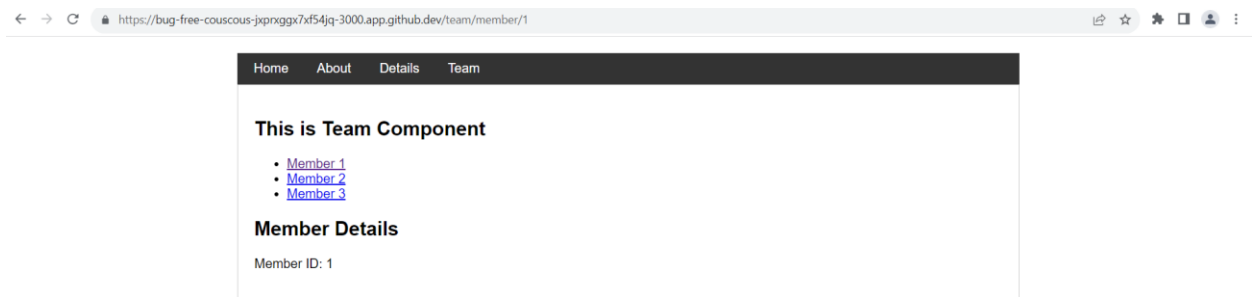 https://bug-free-couscous-jxprxggx7xf54jq-3000.app.github.dev/team/member/1
Home About Details Team
This is Team Component
Member 1
Member 2
Member 3
Member Details
Member ID: 1